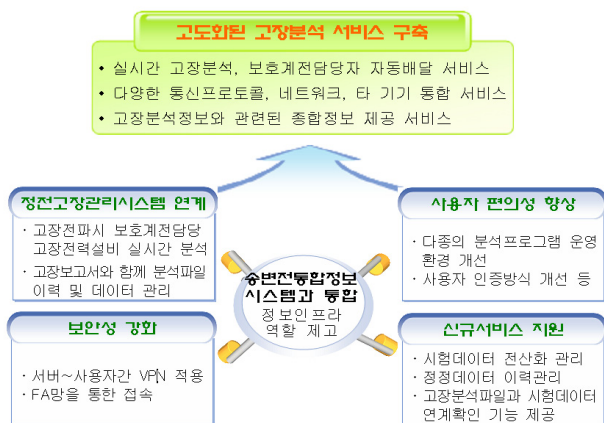 고도화된 고장분석 서비스 구축
• 실시간 고장분석, 보호계전담당자 자동배달 서비스
• 다양한 통신프로토콜, 네트워크, 타 기기 통합 서비스
• 고장분석정보와 관련된 종합정보 제공 서비스
정전고장관리시스템 연계
· 고장전파시 보호계전담당
고장전력설비 실시간 분석
· 고장보고서와 함께 분석파일
이력 및 데이터 관리
사용자 편의성 향상
· 다종의 분석프로그램 운영
환경 개선
· 사용자 인증방식 개선 등
송변전통합정보
시스템과 통합
정보인프라
역할 제고
보안성 강화
· 서버~사용자간 VPN 적용
· FA망을 통한 접속
신규서비스 지원
· 시험데이터 전산화 관리
· 정정데이터 이력관리
· 고장분석파일과 시험데이터
연계확인 기능 제공